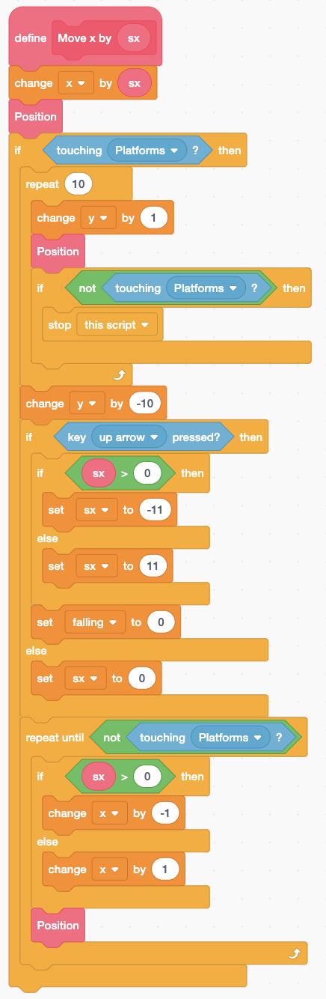 define Move x by sx
change x by sx
Position
if touching Platforms ? then
repeat 10
change y by 1
Position
if not touching Platforms ? then
stop this script
change y by -10
if key up arrow pressed? then
if sx > 0 then
set sx to -11
else
set sx to 11
set falling to 0
else
set sx to 0
repeat until not touching Platforms ?
if sx > 0 then
change x by -1
else
change x by 1
Position